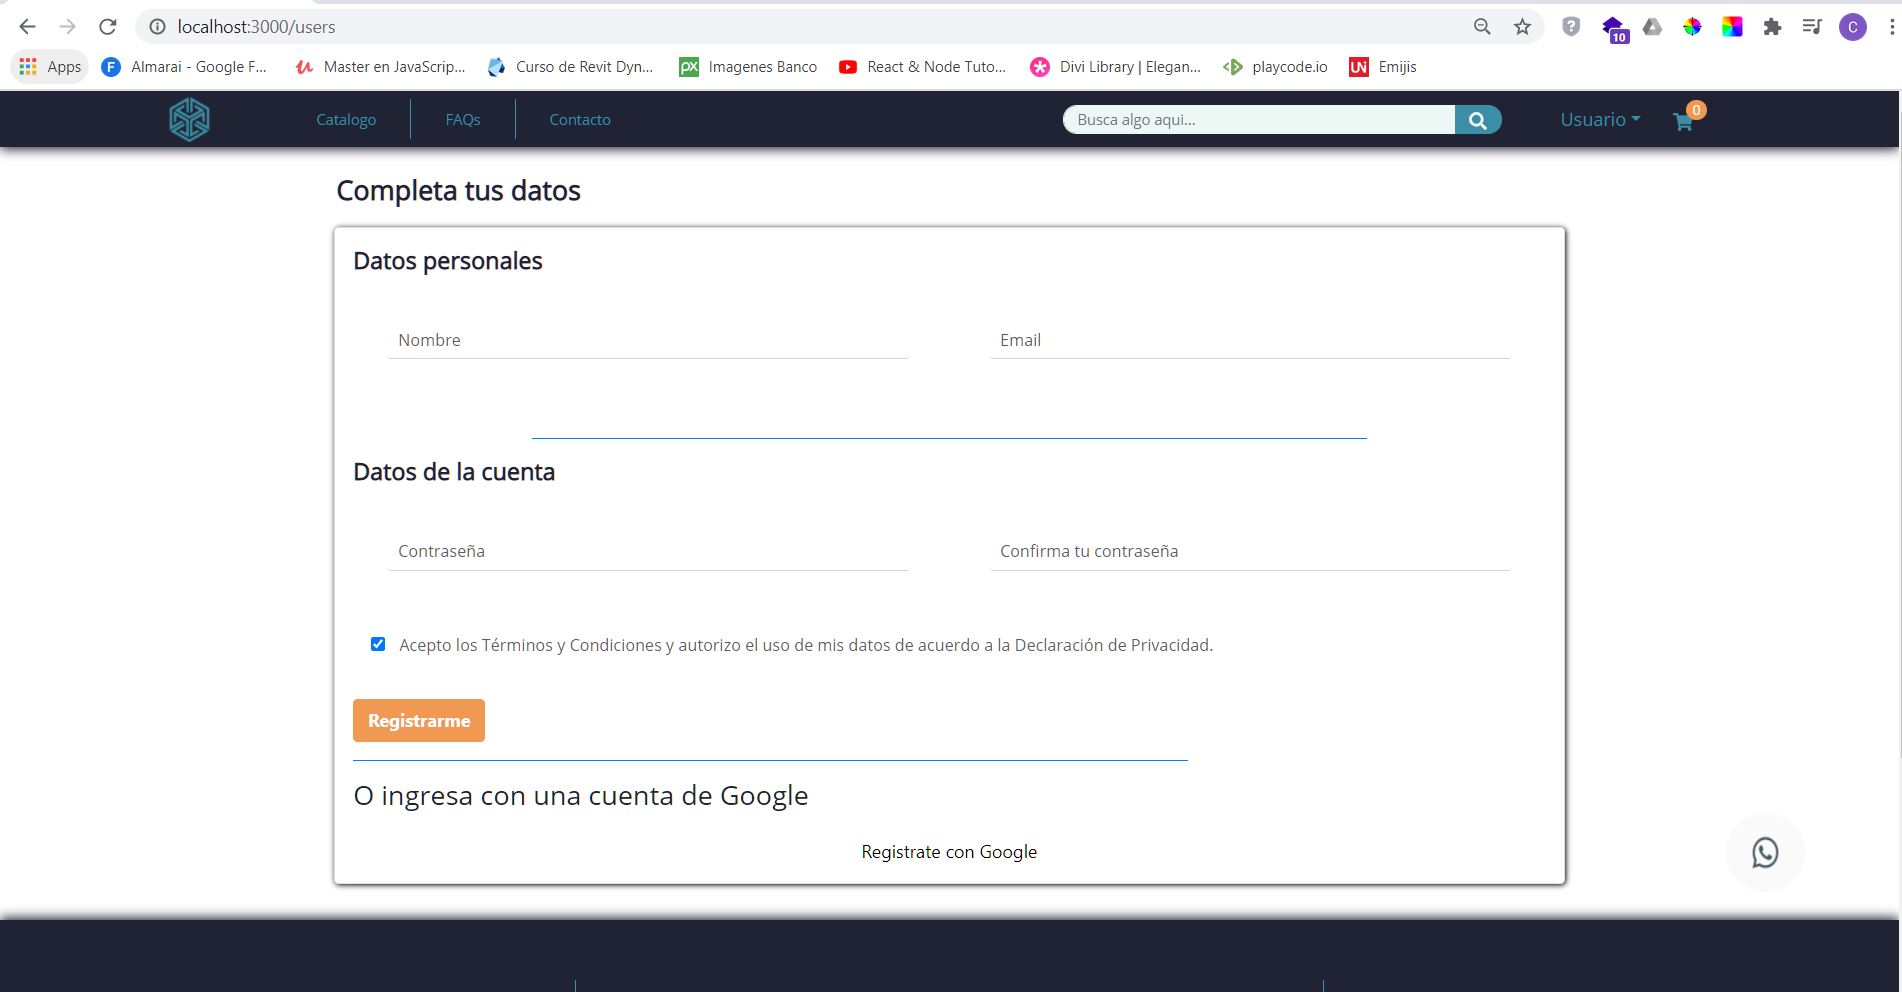 localhost:3000/users
10
C
Apps
F
Almarai - Google F...
Master en JavaScrip...
Curso de Revit Dyn...
px
Imagenes Banco
React & Node Tuto...
Divi Library | Elegan...
playcode.io
UN
Emijis
Catalogo
FAQs
Contacto
Busca algo aqui...
Usuario
0
Completa tus datos
Datos personales
Nombre
Email
Datos de la cuenta
Contraseña
Confirma tu contraseña
Acepto los Términos y Condiciones y autorizo el uso de mis datos de acuerdo a la Declaración de Privacidad.
Registrarme
O ingresa con una cuenta de Google
Registrate con Google